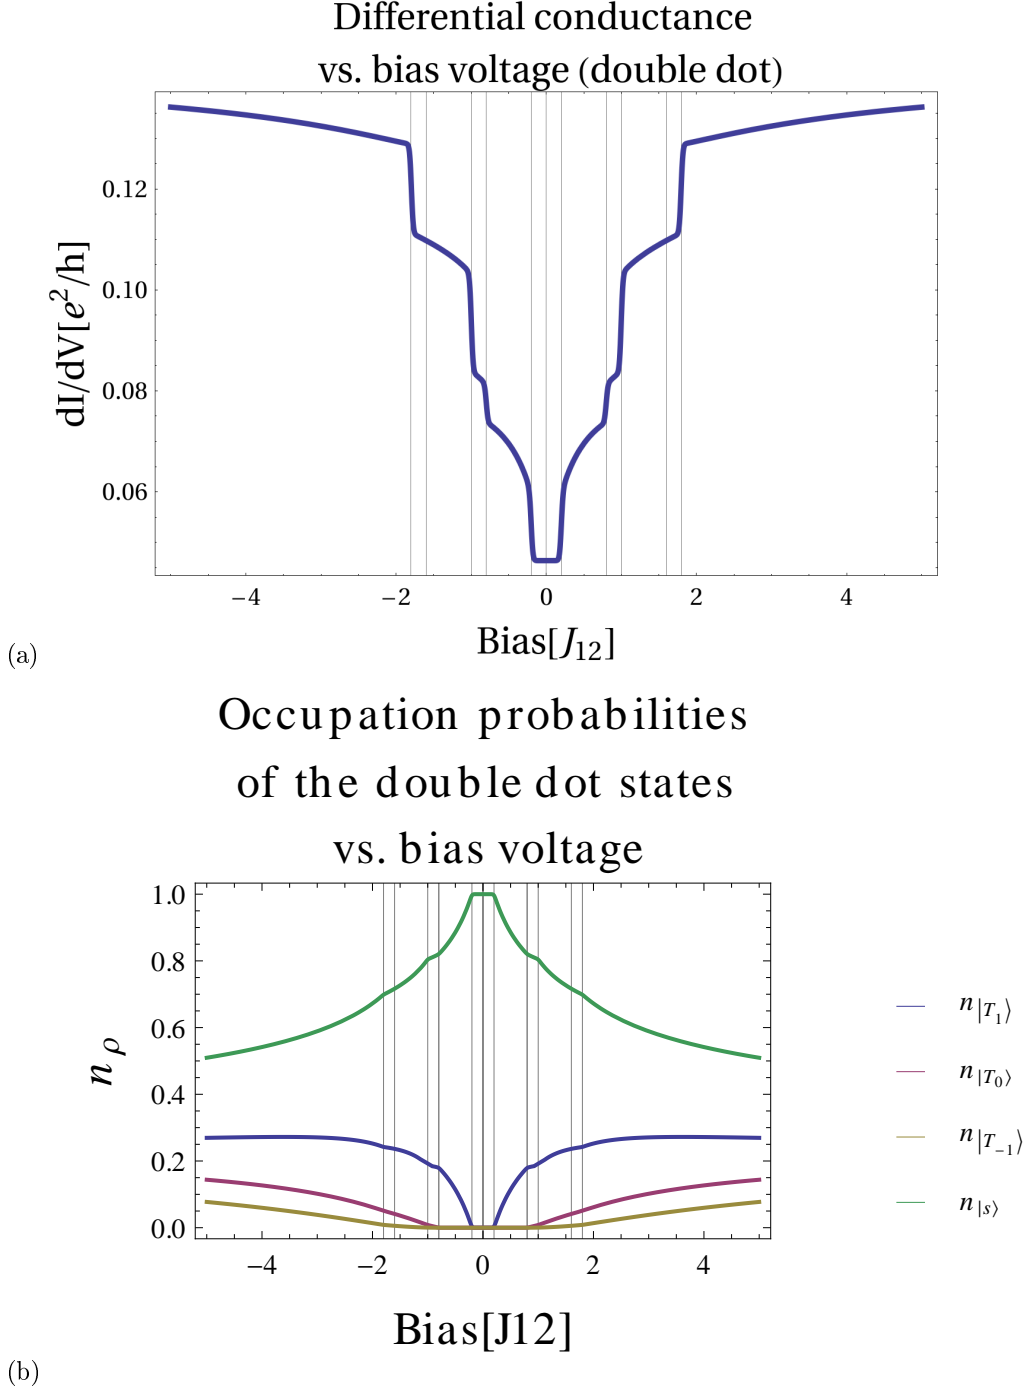 Differential conductance
vs. bias voltage (double dot)
dI/dV[e²/h]
0.12
0.10
0.08
0.06
−4 −2 0 2 4
Bias[J₁₂]
(a)
Occupation probabilities
of the double dot states
vs. bias voltage
n_ρ
1.0
0.8
0.6
0.4
0.2
0.0
n_|T₁⟩
n_|T₀⟩
n_|T₋₁⟩
n_|s⟩
−4 −2 0 2 4
Bias[J12]
(b)